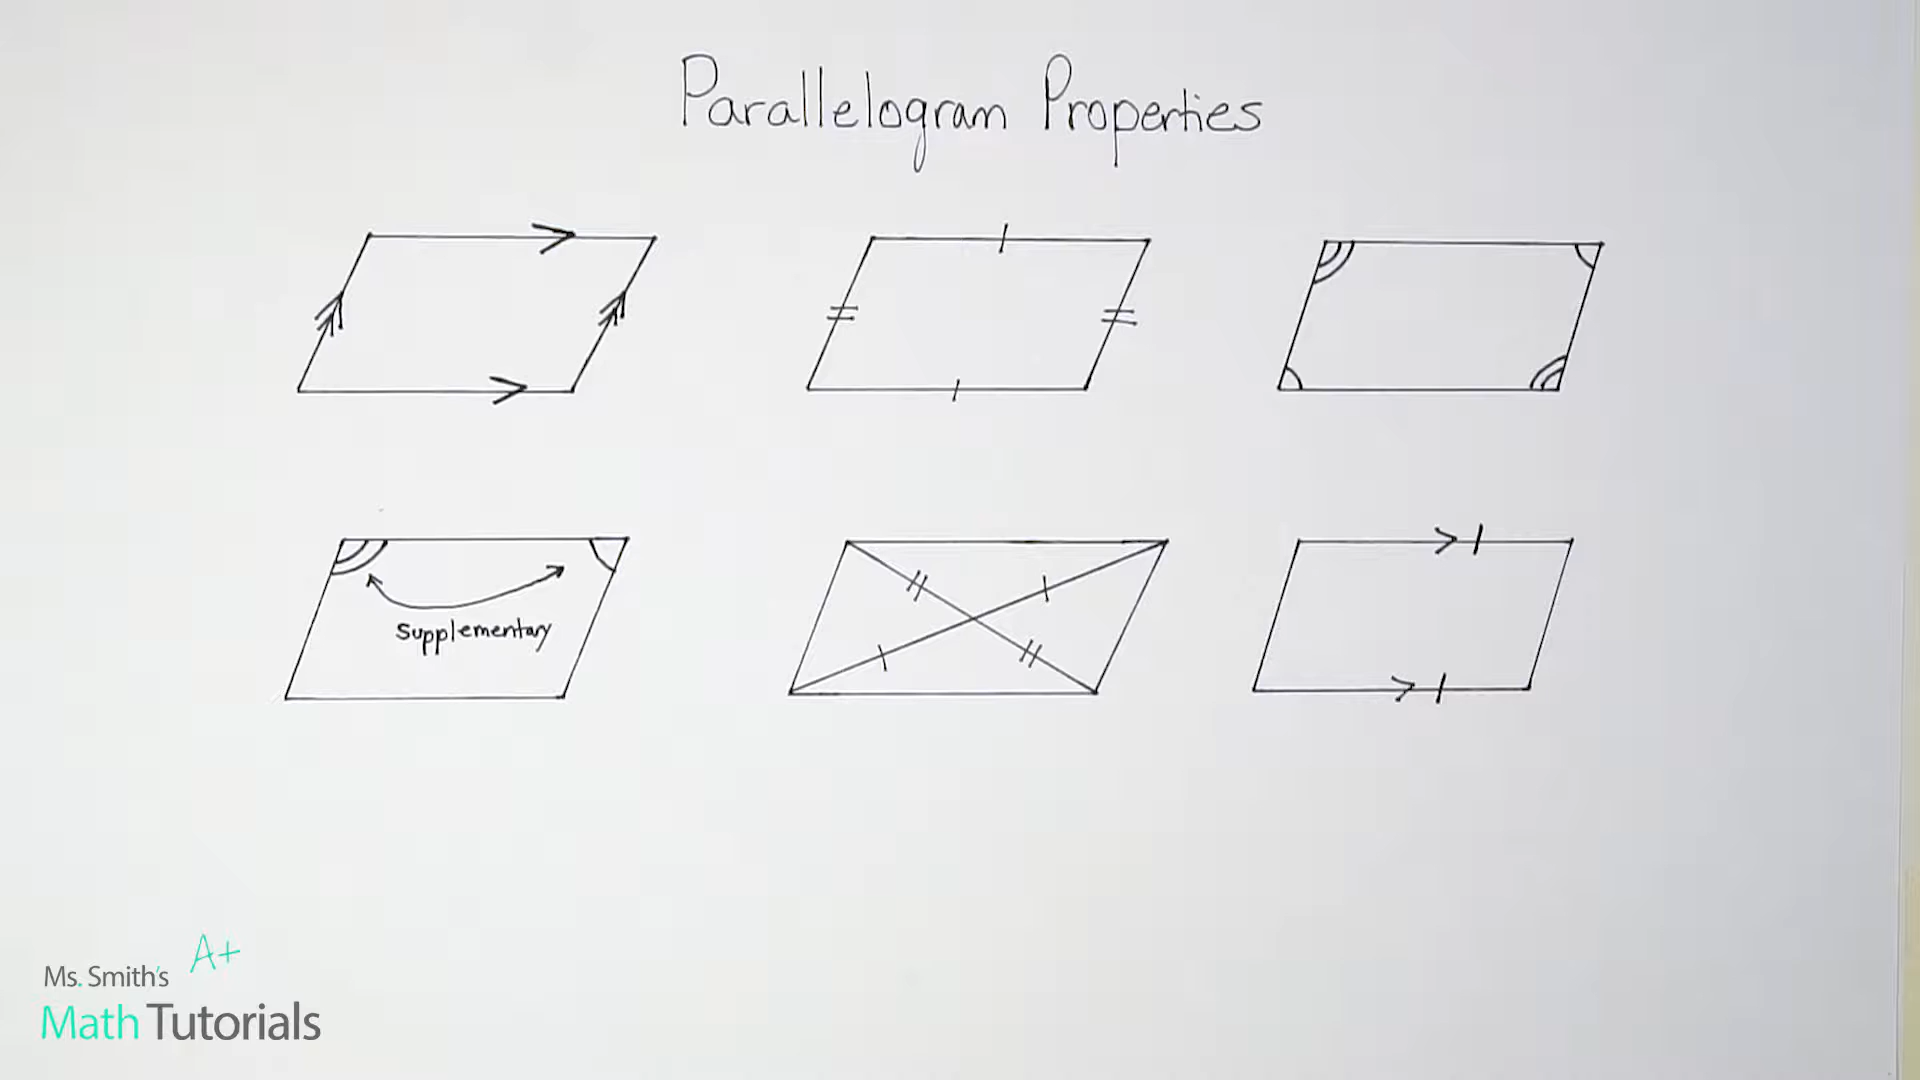 Parallelogram Properties
Supplementary
A+
Ms. Smith's
Math Tutorials